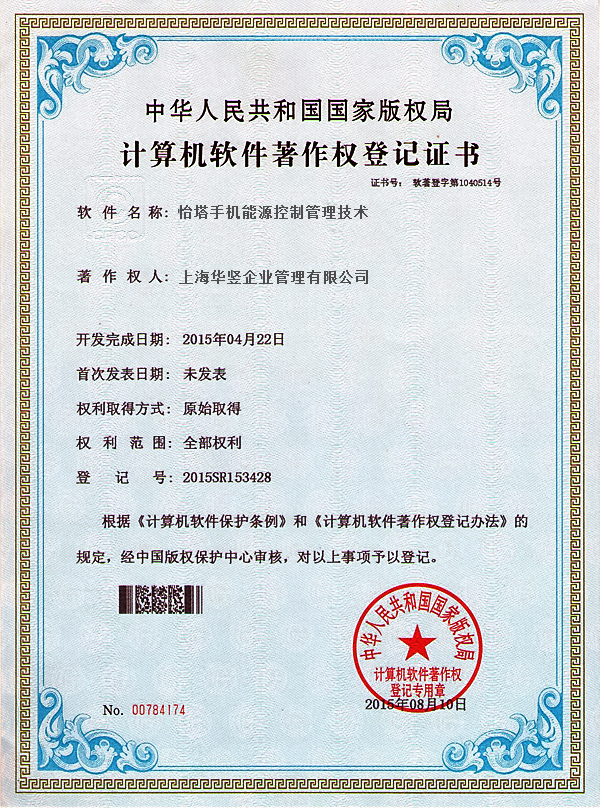 中华人民共和国国家版权局
计算机软件著作权登记证书
证书号： 软著登字第1040514号
软件名称：怡塔手机能源控制管理技术
著作权人：上海华竖企业管理有限公司
开发完成日期：2015年04月22日
首次发表日期：未发表
权利取得方式：原始取得
权利范围：全部权利
登记号：2015SR153428
根据《计算机软件保护条例》和《计算机软件著作权登记办法》的
规定，经中国版权保护中心审核，对以上事项予以登记。
中华人民共和国国家版权局
计算机软件著作权
登记专用章
2015年08月10日
No. 00784174